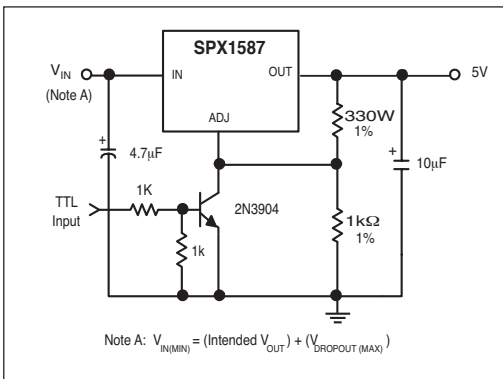 SPX1587
V_IN
(Note A)
IN
OUT
5V
ADJ
330W
1%
+
4.7µF
+
10µF
TTL
Input
1K
2N3904
1k
1kΩ
1%
Note A: V_IN(MIN) = (Intended V_OUT) + (V_DROPOUT (MAX))